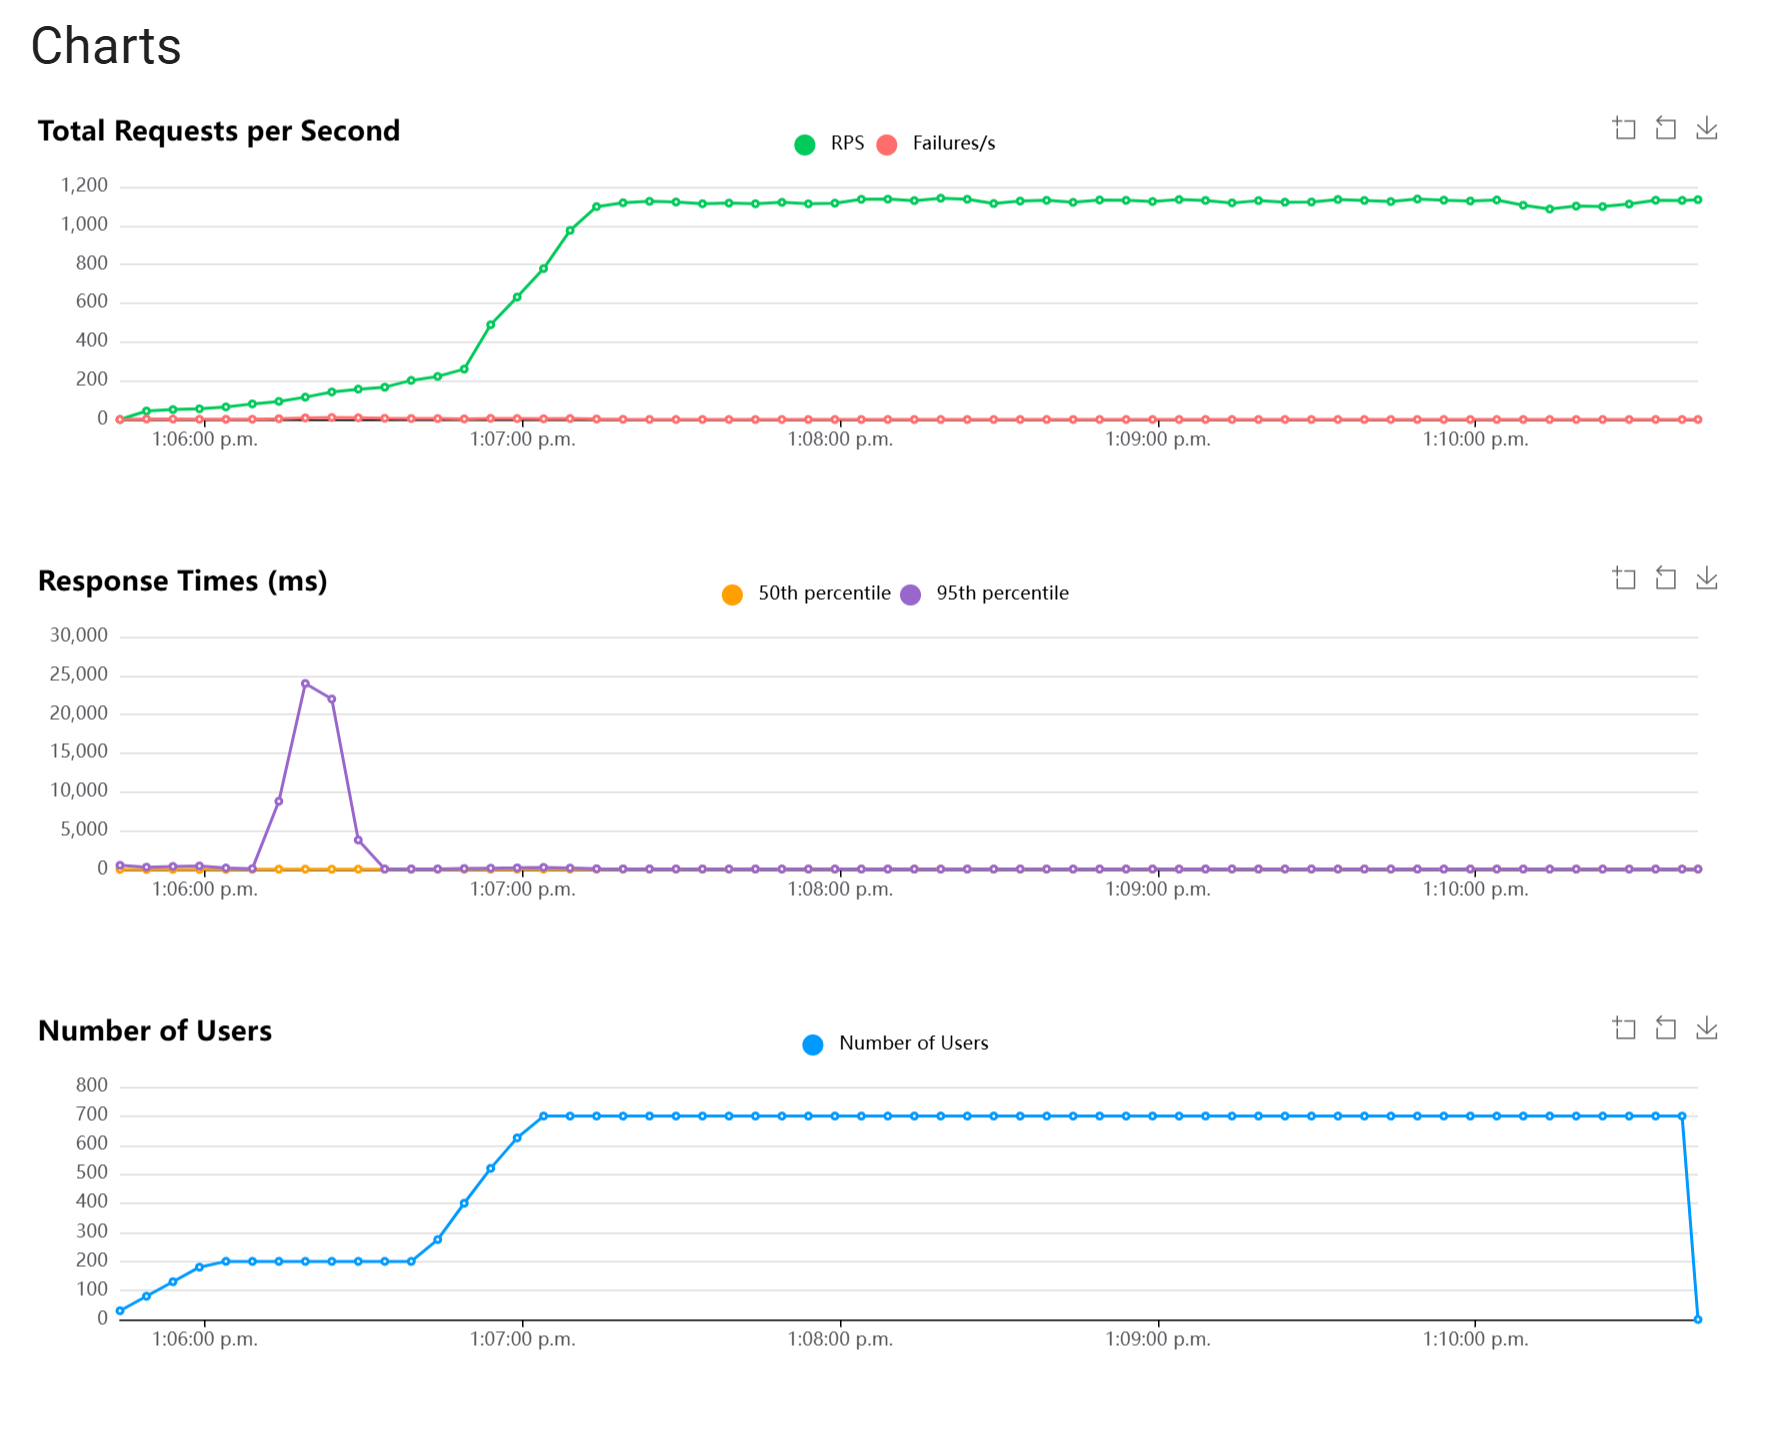 Charts
Total Requests per Second
RPS Failures/s
1,200
1,000
800
600
400
200
0
1:06:00 p.m. 1:07:00 p.m. 1:08:00 p.m. 1:09:00 p.m. 1:10:00 p.m.
Response Times (ms)
50th percentile 95th percentile
30,000
25,000
20,000
15,000
10,000
5,000
0
1:06:00 p.m. 1:07:00 p.m. 1:08:00 p.m. 1:09:00 p.m. 1:10:00 p.m.
Number of Users
Number of Users
800
700
600
500
400
300
200
100
0
1:06:00 p.m. 1:07:00 p.m. 1:08:00 p.m. 1:09:00 p.m. 1:10:00 p.m.